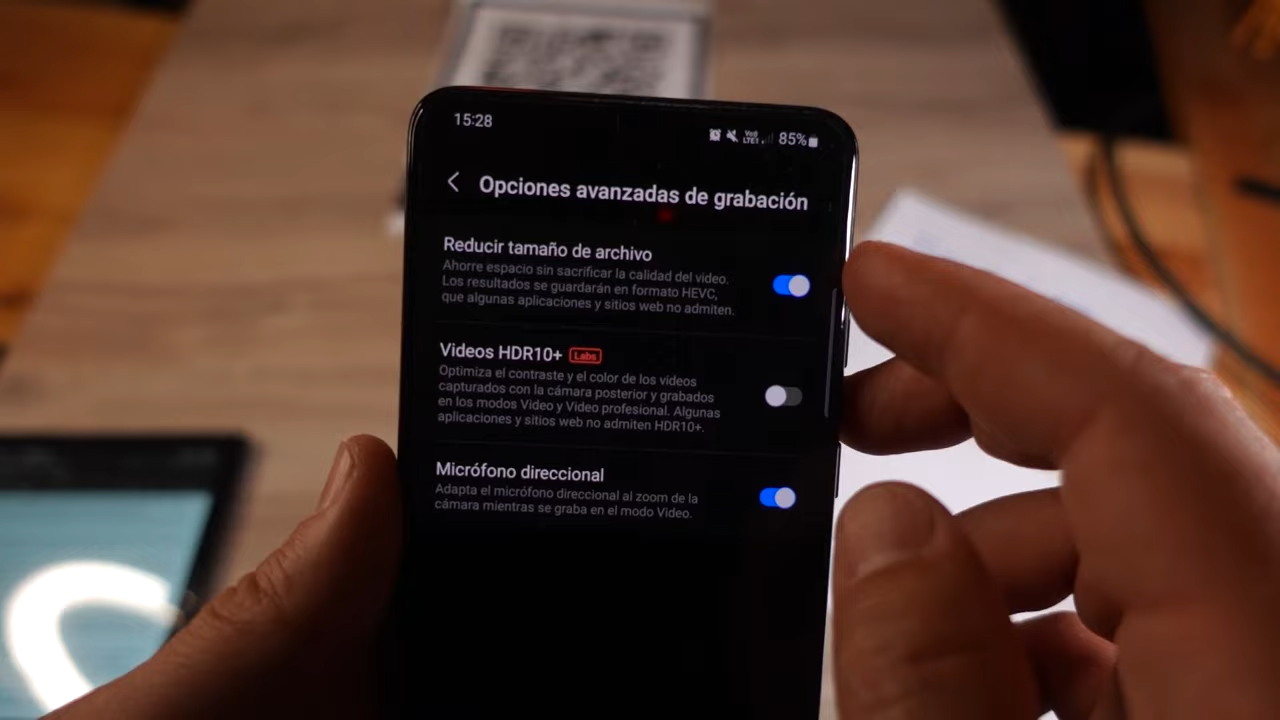 15:28
85%
Opciones avanzadas de grabación
Reducir tamaño de archivo
Ahorre espacio sin sacrificar la calidad del video.
Los resultados se guardarán en formato HEVC,
que algunas aplicaciones y sitios web no admiten.
Videos HDR10+ Labs
Optimiza el contraste y el color de los videos
capturados con la cámara posterior y grabados
en los modos Video y Video profesional. Algunas
aplicaciones y sitios web no admiten HDR10+.
Micrófono direccional
Adapta el micrófono direccional al zoom de la
cámara mientras se graba en el modo Video.